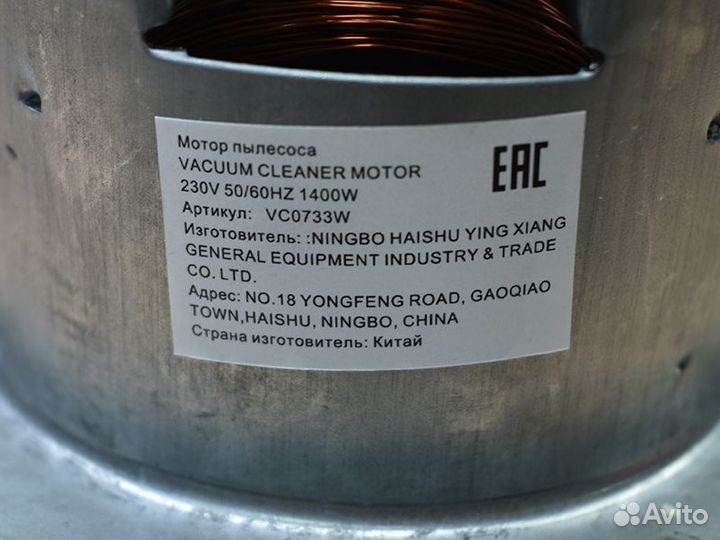 Мотор пылесоса
VACUUM CLEANER MOTOR
230V 50/60HZ 1400W
Артикул: VC0733W
Изготовитель: :NINGBO HAISHU YING XIANG
GENERAL EQUIPMENT INDUSTRY & TRADE
CO. LTD.
Адрес: NO.18 YONGFENG ROAD, GAOQIAO
TOWN,HAISHU, NINGBO, CHINA
Страна изготовитель: Китай
EAC
Avito